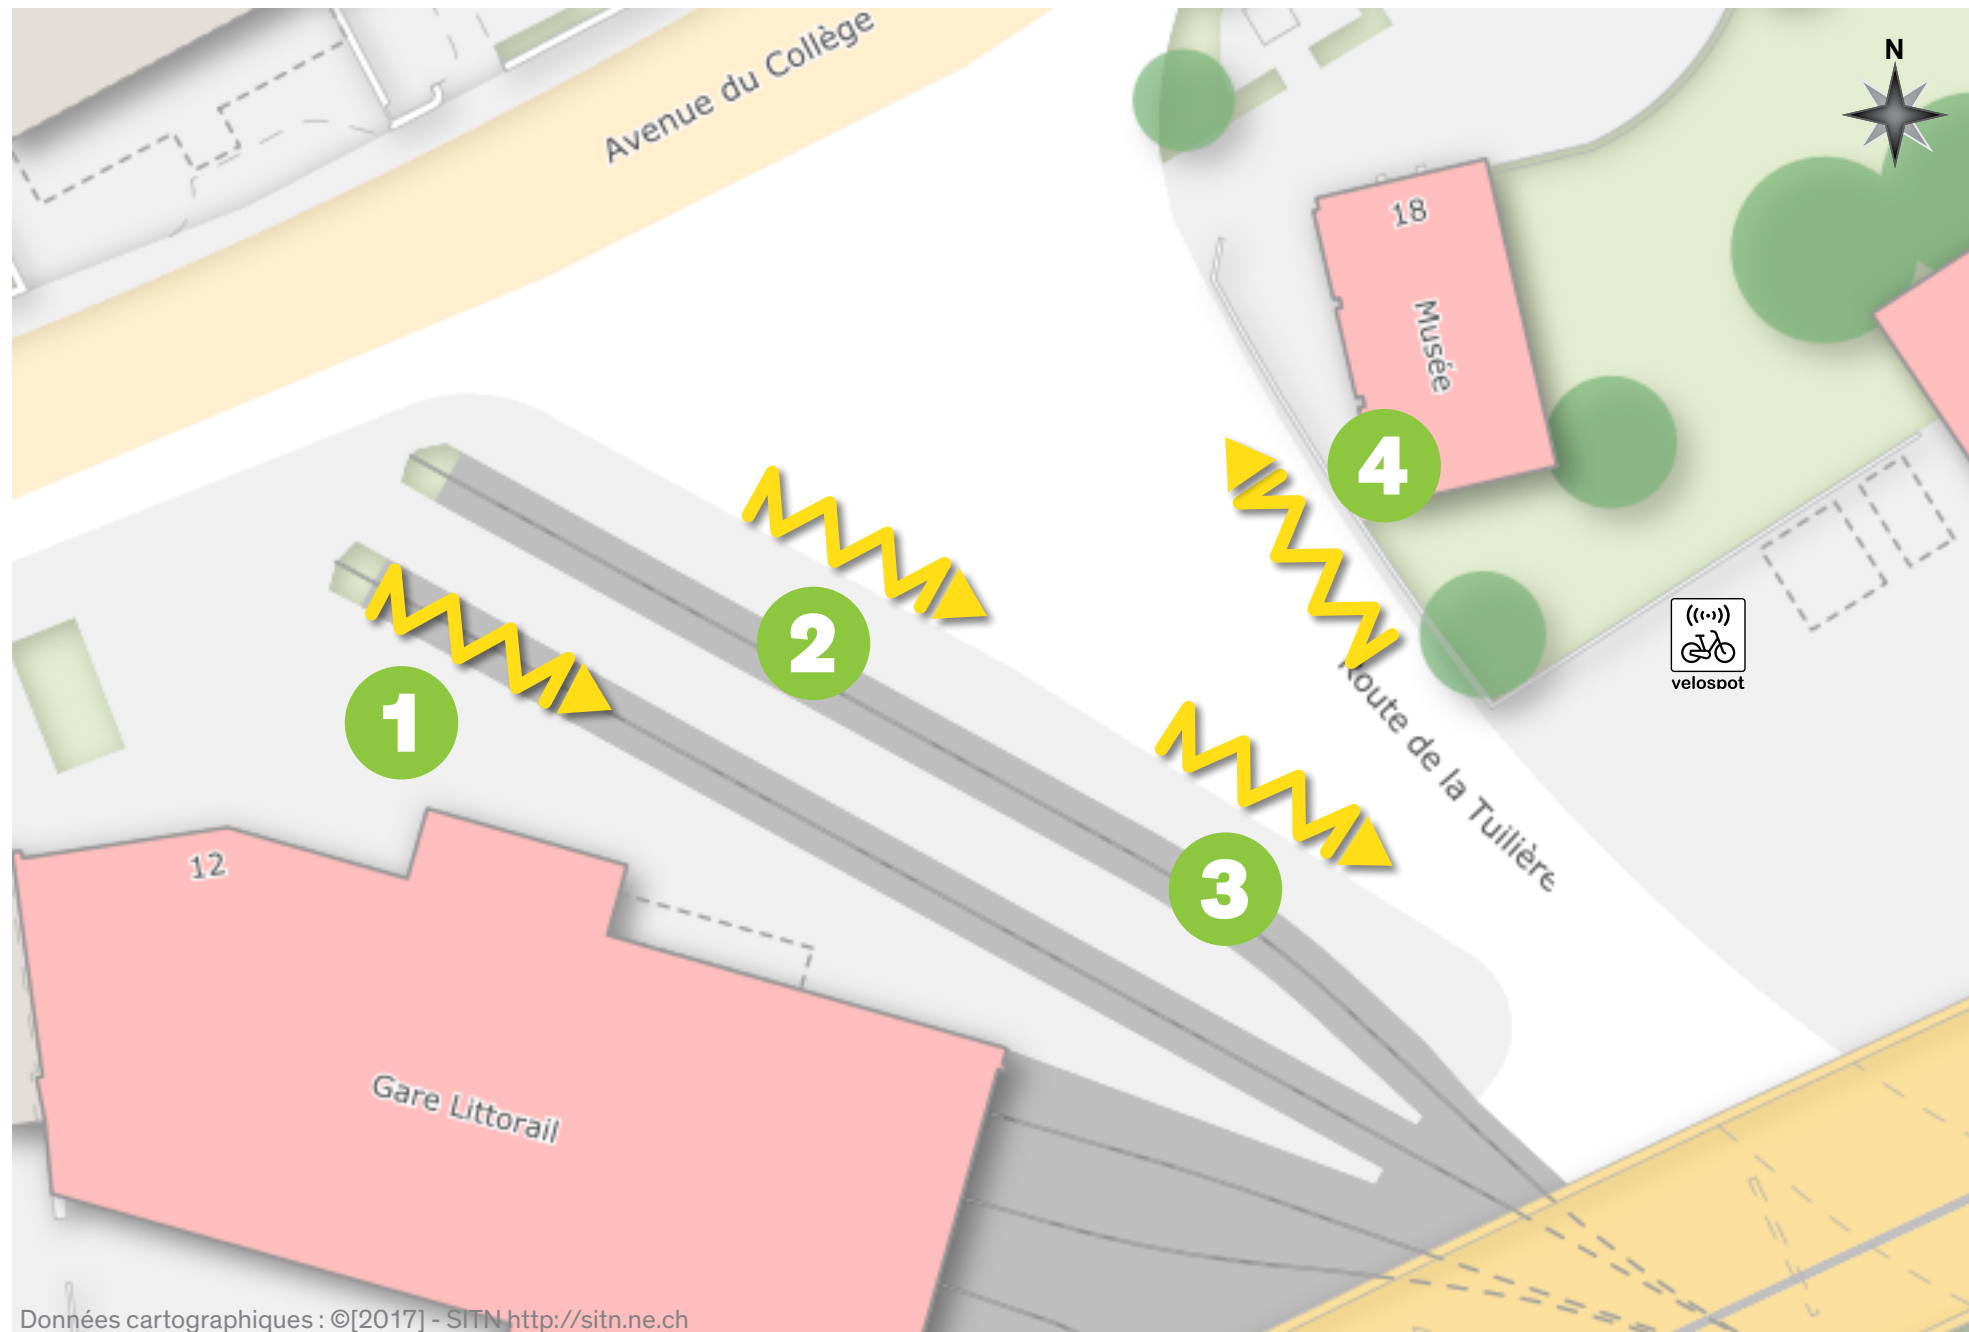 Avenue du Collège
N
18
Musée
4
2
1
velospot
Route de la Tuilière
3
12
Gare Littorail
Données cartographiques : ©[2017] - SITN http://sitn.ne.ch